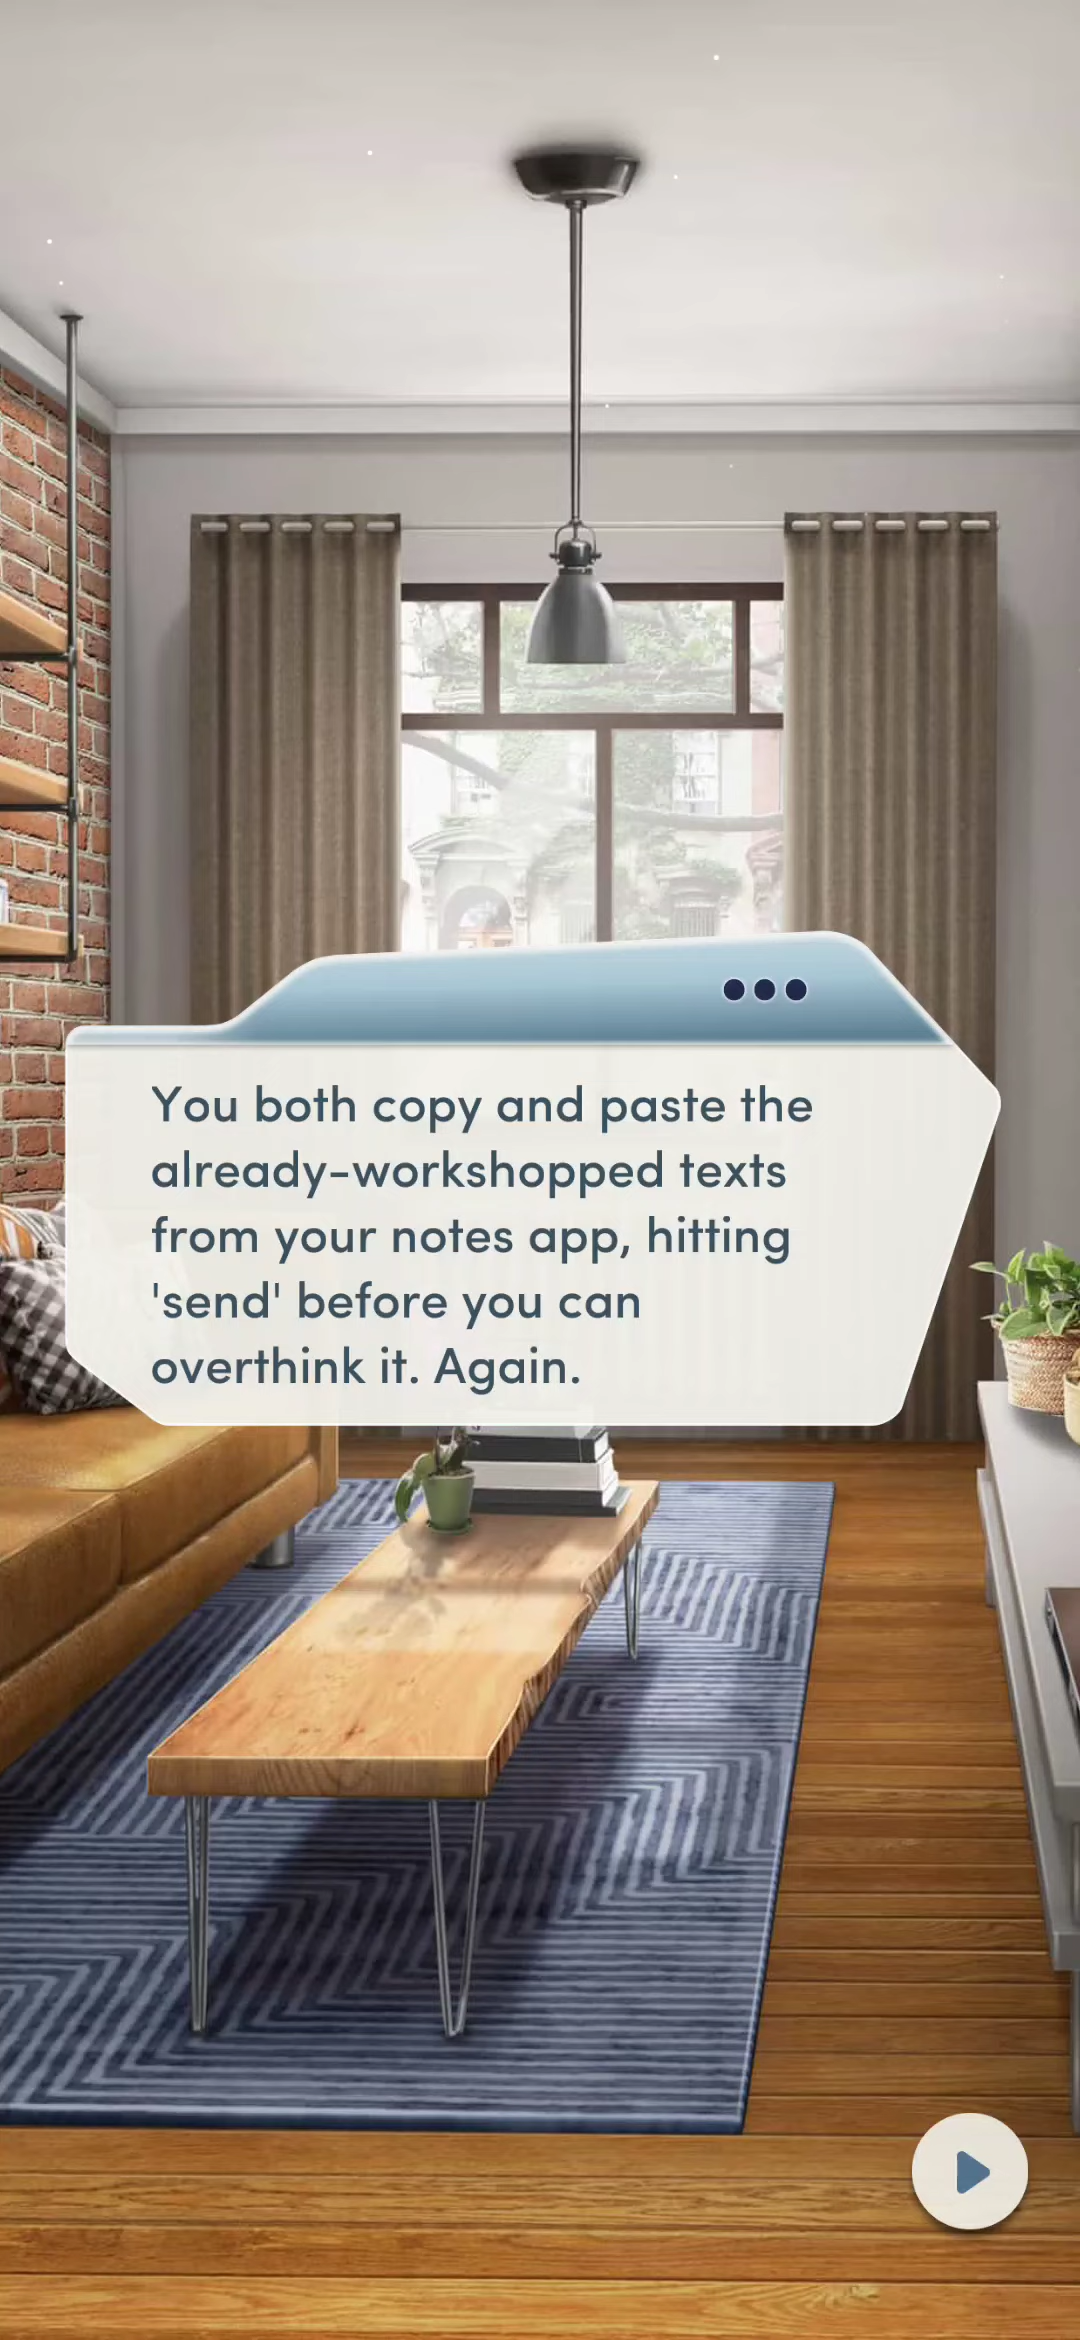 You both copy and paste the
already-workshopped texts
from your notes app, hitting
'send' before you can
overthink it. Again.